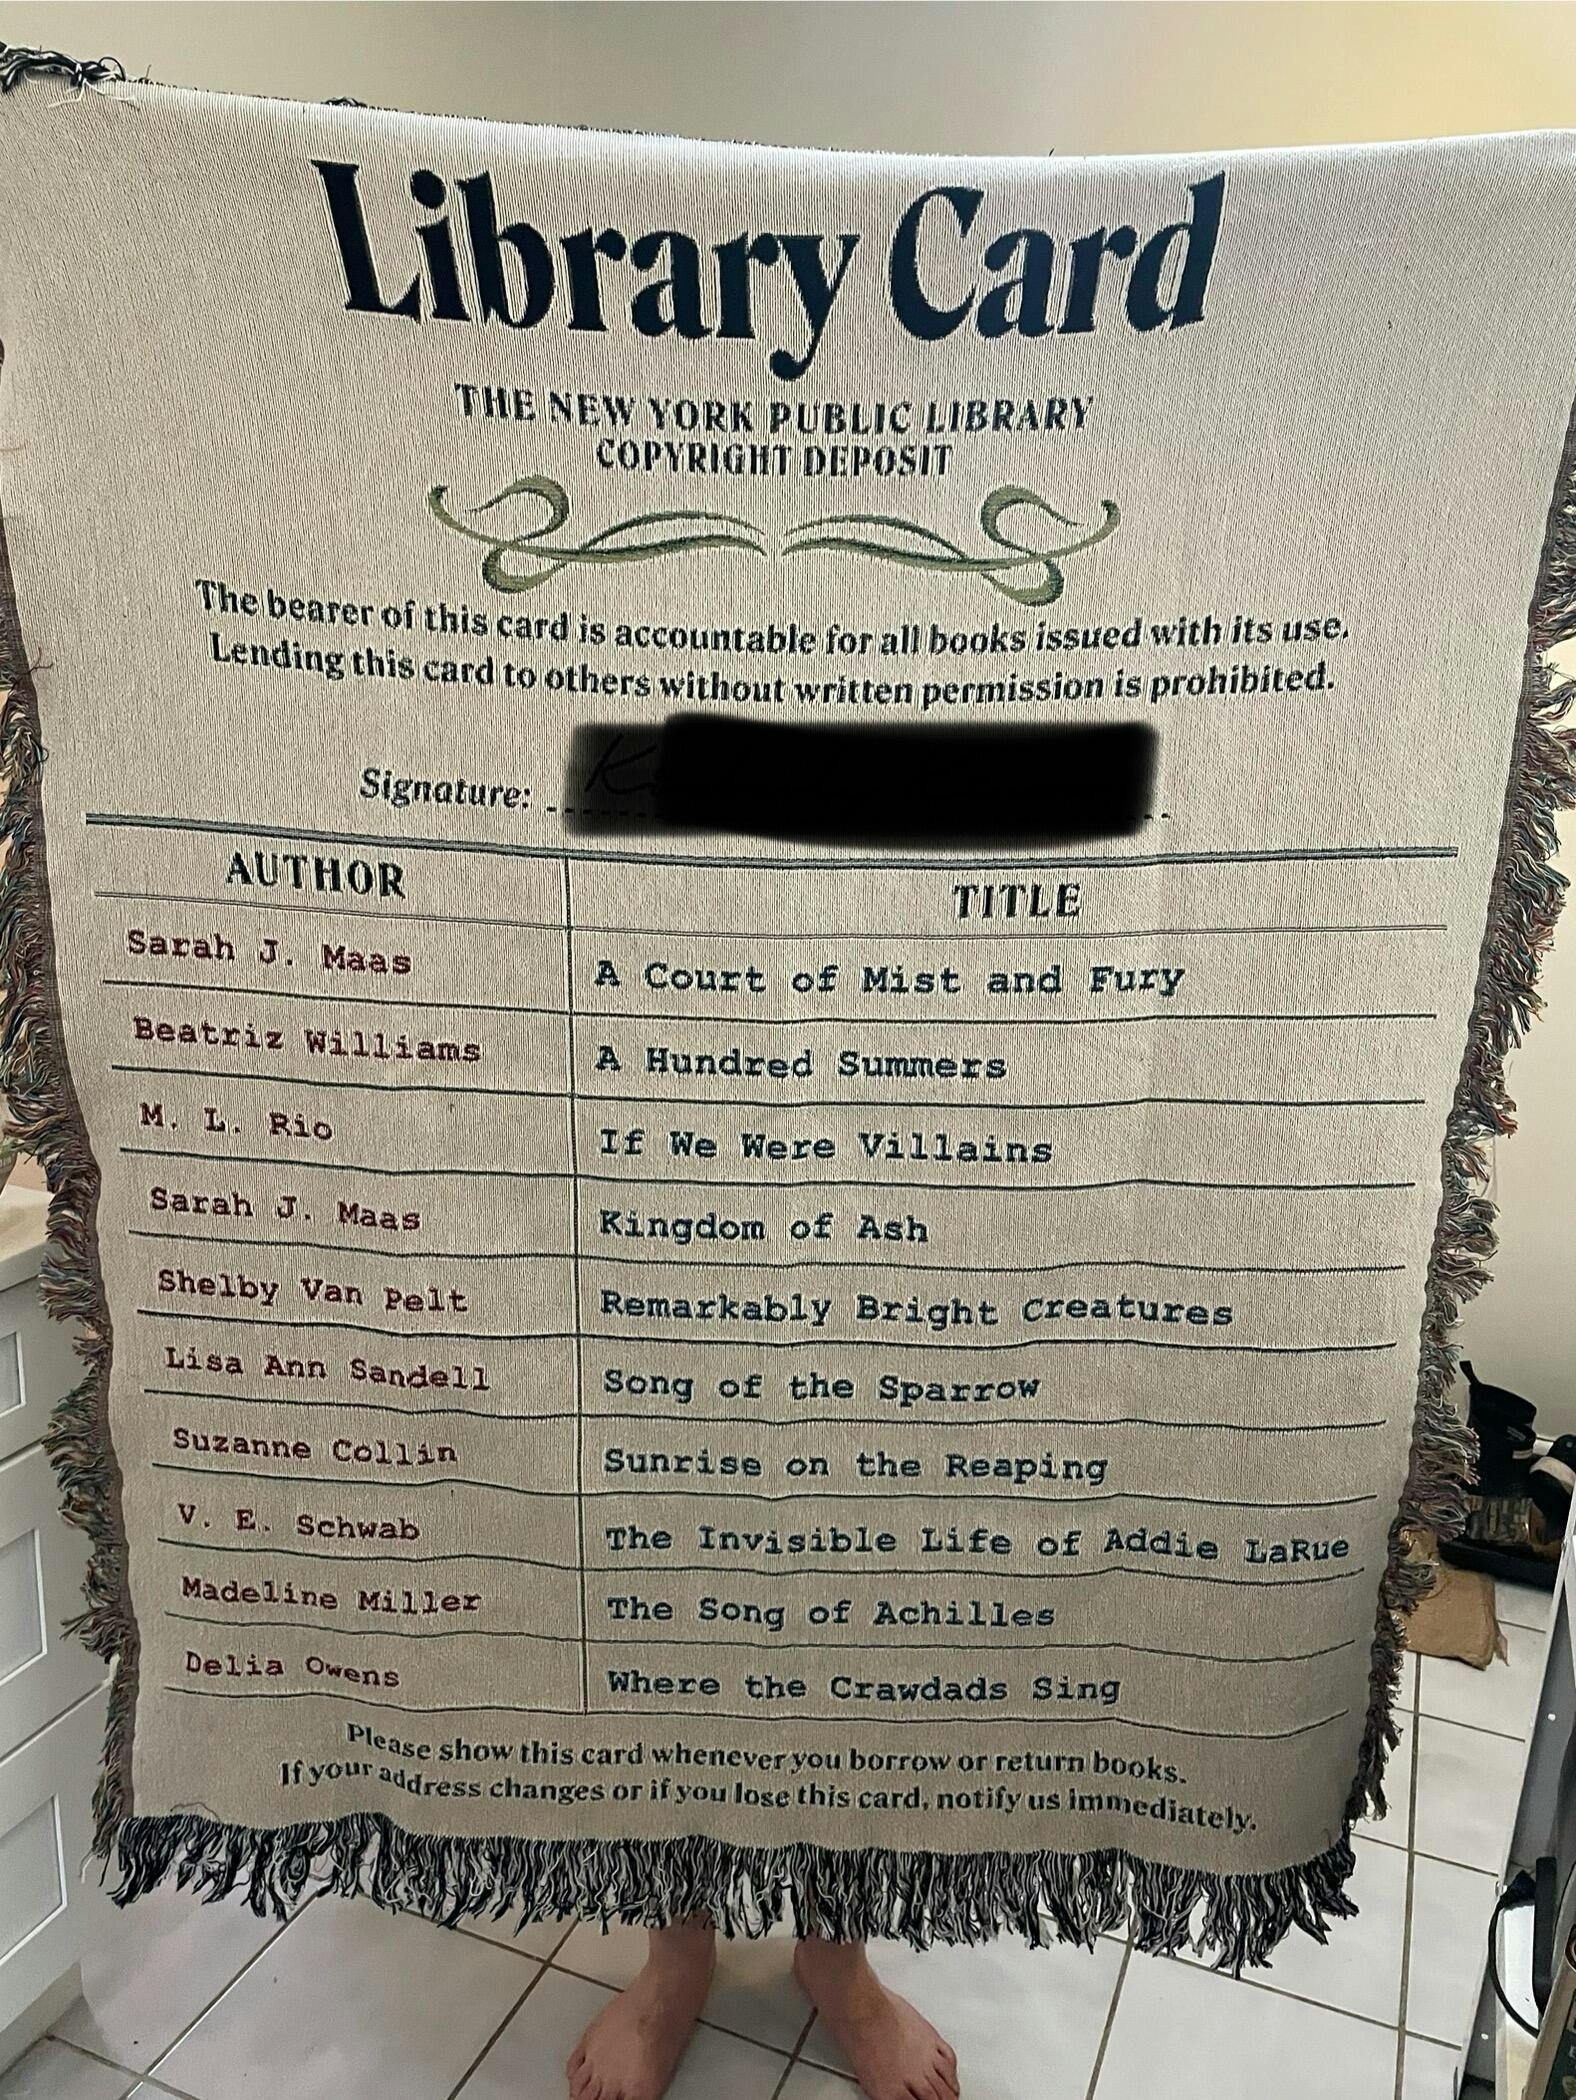 Library Card
THE NEW YORK PUBLIC LIBRARY
COPYRIGHT DEPOSIT
The bearer of this card is accountable for all books issued with its use.
Lending this card to others without written permission is prohibited.
Signature:
AUTHOR TITLE
Sarah J. Maas A Court of Mist and Fury
Beatriz Williams A Hundred Summers
M. L. Rio If We Were Villains
Sarah J. Maas Kingdom of Ash
Shelby Van Pelt Remarkably Bright Creatures
Lisa Ann Sandell Song of the Sparrow
Suzanne Collin Sunrise on the Reaping
V. E. Schwab The Invisible Life of Addie LaRue
Madeline Miller The Song of Achilles
Delia Owens Where the Crawdads Sing
Please show this card whenever you borrow or return books.
If your address changes or if you lose this card, notify us immediately.